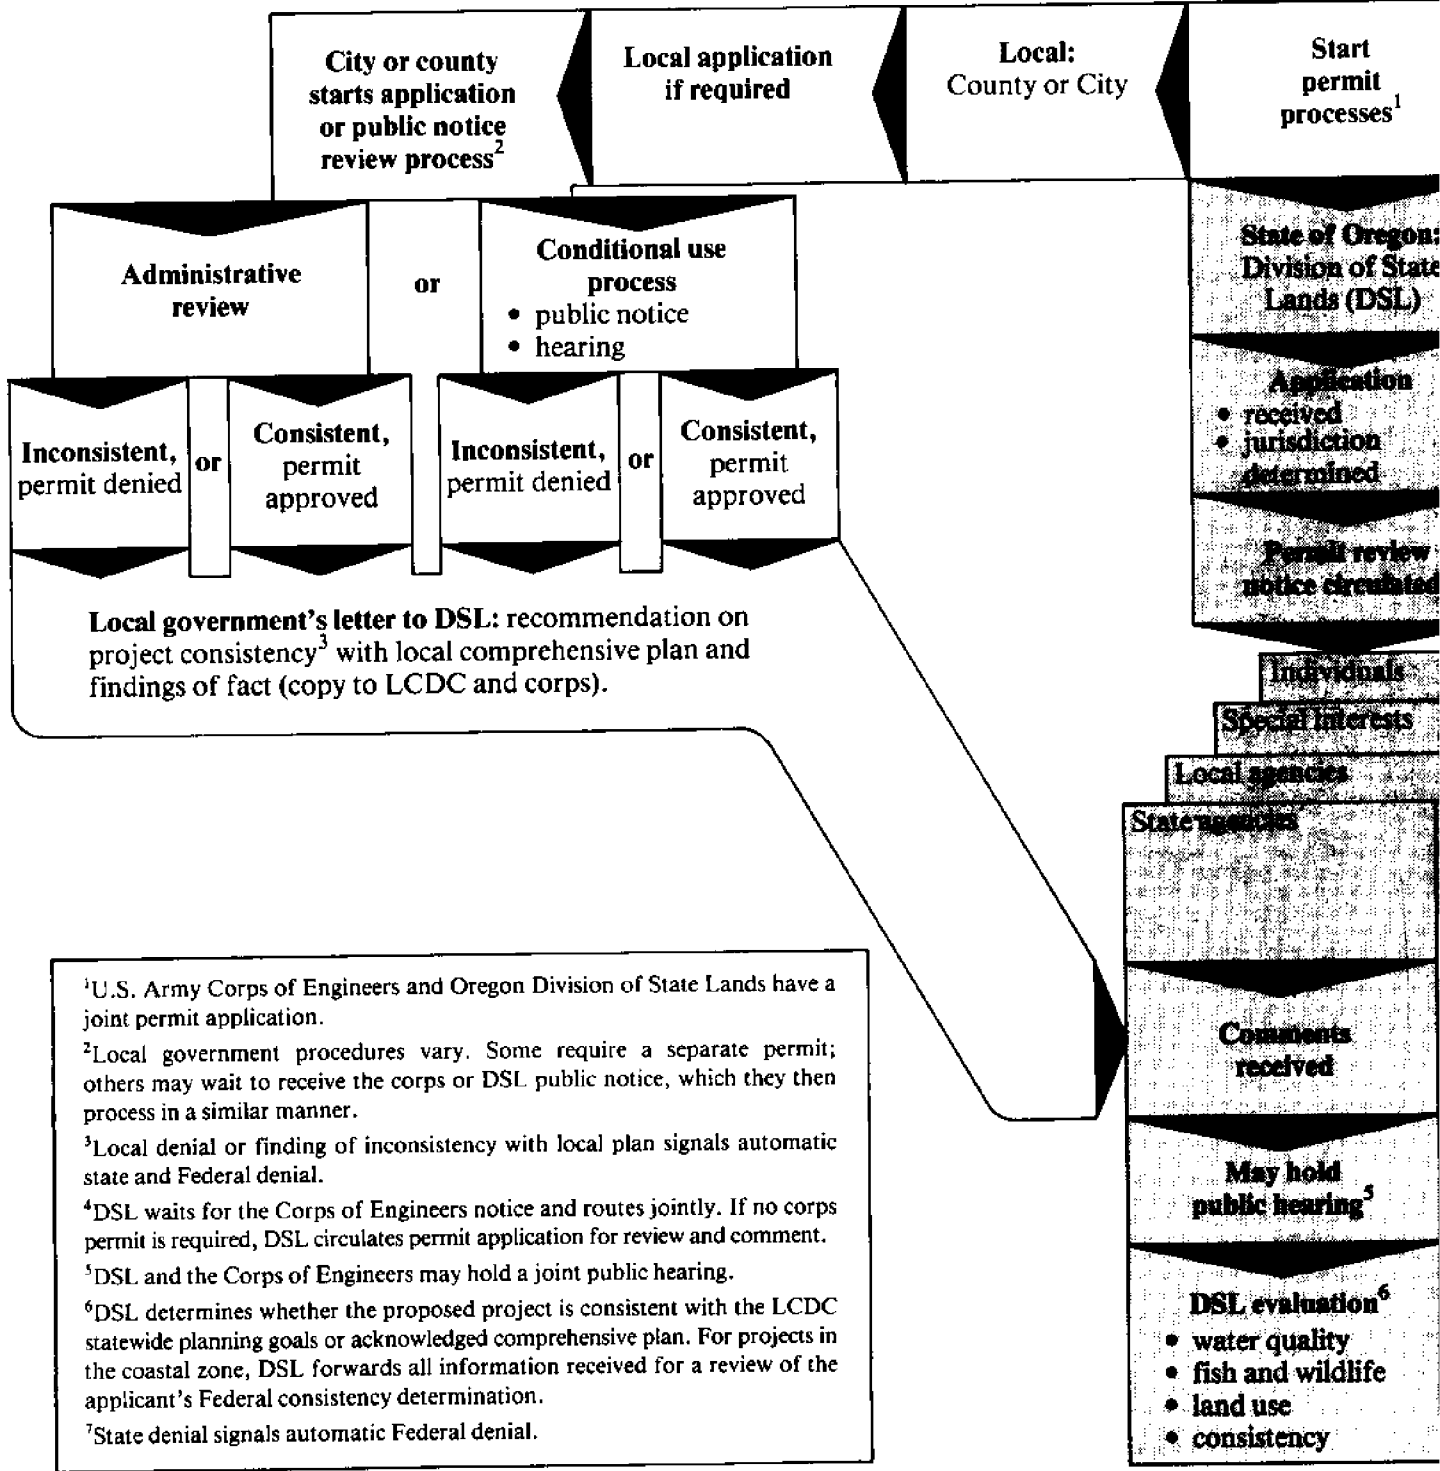 City or county
starts application
or public notice
review process²
Local application
if required
Local:
County or City
Start
permit
processes¹
Administrative
review
or
Conditional use
process
• public notice
• hearing
Inconsistent,
permit denied
or
Consistent,
permit
approved
Inconsistent,
permit denied
or
Consistent,
permit
approved
Local government's letter to DSL: recommendation on
project consistency³ with local comprehensive plan and
findings of fact (copy to LCDC and corps).
State of Oregon:
Division of State
Lands (DSL)
Application
• received
• jurisdiction
determined
Permit review
notice circulated
Individuals
Special interests
Local agencies
State agencies
Comments
received
May hold
public hearing⁵
DSL evaluation⁶
• water quality
• fish and wildlife
• land use
• consistency
¹U.S. Army Corps of Engineers and Oregon Division of State Lands have a
joint permit application.
²Local government procedures vary. Some require a separate permit;
others may wait to receive the corps or DSL public notice, which they then
process in a similar manner.
³Local denial or finding of inconsistency with local plan signals automatic
state and Federal denial.
⁴DSL waits for the Corps of Engineers notice and routes jointly. If no corps
permit is required, DSL circulates permit application for review and comment.
⁵DSL and the Corps of Engineers may hold a joint public hearing.
⁶DSL determines whether the proposed project is consistent with the LCDC
statewide planning goals or acknowledged comprehensive plan. For projects in
the coastal zone, DSL forwards all information received for a review of the
applicant's Federal consistency determination.
⁷State denial signals automatic Federal denial.